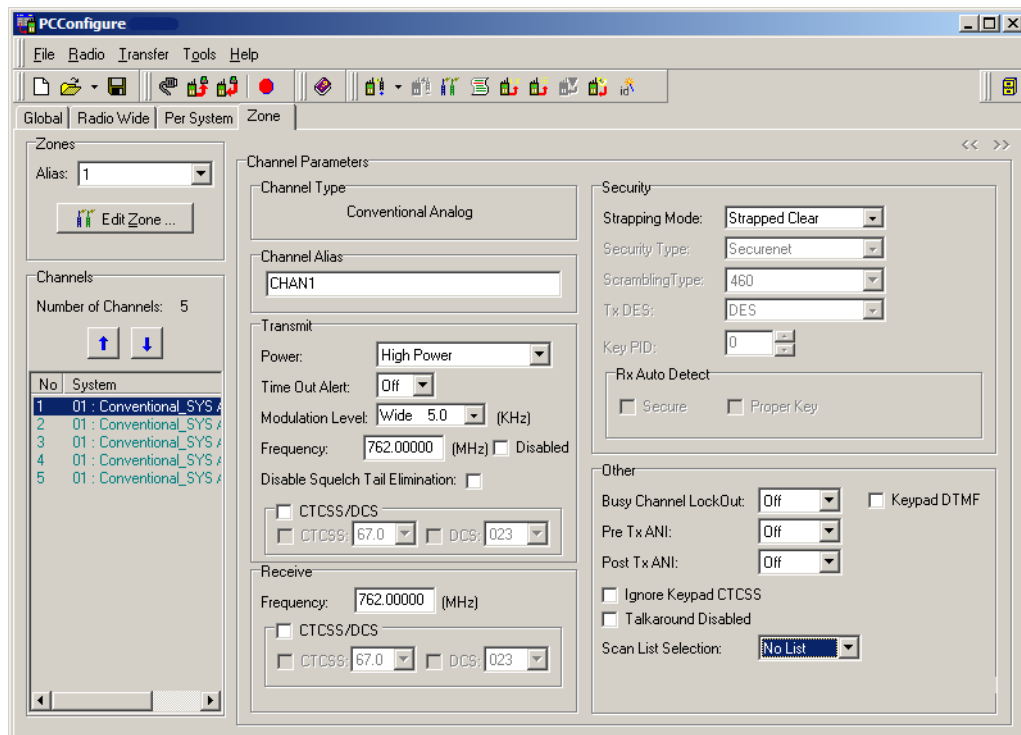 PCConfigure
File Radio Transfer Tools Help
id
Global Radio Wide Per System Zone
<< >>
Zones
Alias: 1
Edit Zone ...
Channels
Number of Channels: 5
No System
1 01 : Conventional_SYS A
2 01 : Conventional_SYS A
3 01 : Conventional_SYS A
4 01 : Conventional_SYS A
5 01 : Conventional_SYS A
Channel Parameters
Channel Type
Conventional Analog
Channel Alias
CHAN1
Transmit
Power: High Power
Time Out Alert: Off
Modulation Level: Wide 5.0 (KHz)
Frequency: 762.00000 (MHz) Disabled
Disable Squelch Tail Elimination:
CTCSS/DCS
CTCSS: 67.0 DCS: 023
Receive
Frequency: 762.00000 (MHz)
CTCSS/DCS
CTCSS: 67.0 DCS: 023
Security
Strapping Mode: Strapped Clear
Security Type: Securenet
ScramblingType: 460
Tx DES: DES
Key PID: 0
Rx Auto Detect
Secure Proper Key
Other
Busy Channel LockOut: Off Keypad DTMF
Pre Tx ANI: Off
Post Tx ANI: Off
Ignore Keypad CTCSS
Talkaround Disabled
Scan List Selection: No List